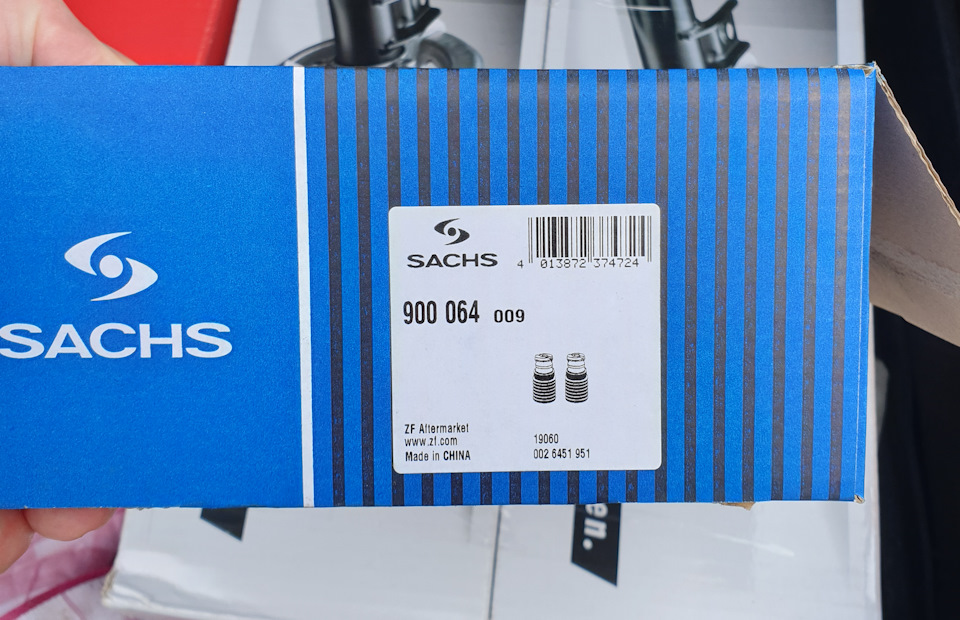 SACHS
SACHS
4 013872 374724
900 064 009
ZF Aftermarket
www.zf.com
Made in CHINA
19060
002 6451 951
en.